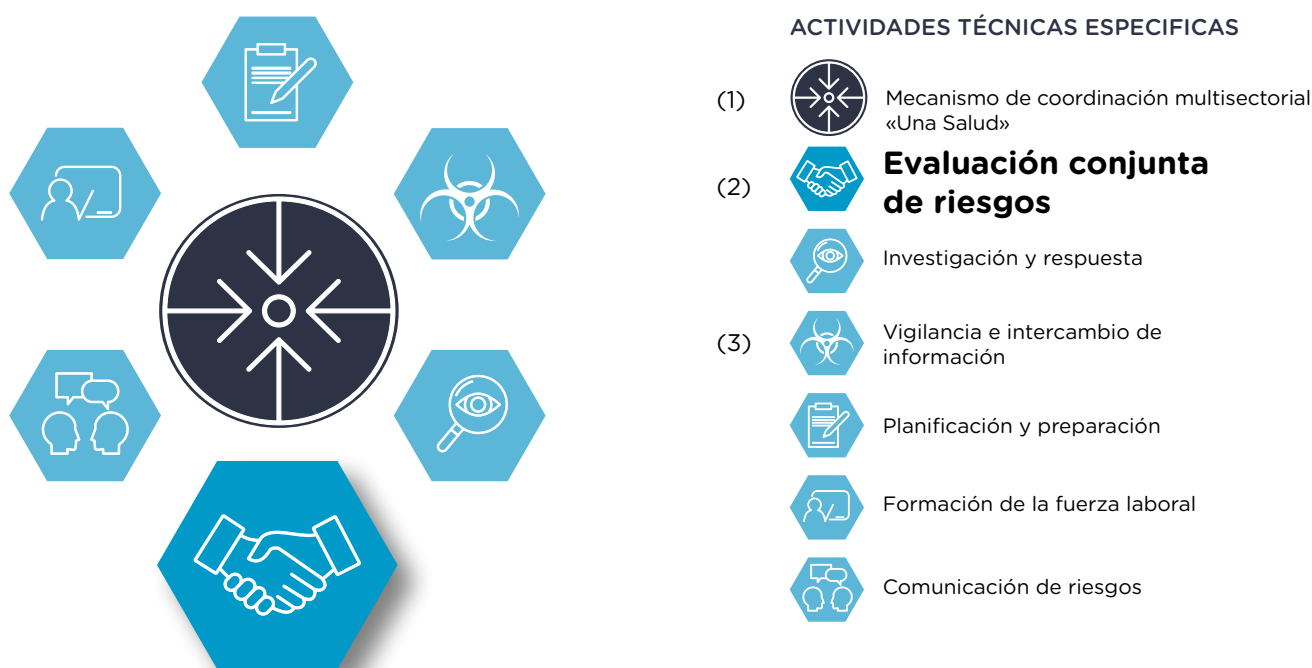 ACTIVIDADES TÉCNICAS ESPECIFICAS
(1) Mecanismo de coordinación multisectorial
«Una Salud»
(2) Evaluación conjunta
de riesgos
Investigación y respuesta
(3) Vigilancia e intercambio de
información
Planificación y preparación
Formación de la fuerza laboral
Comunicación de riesgos